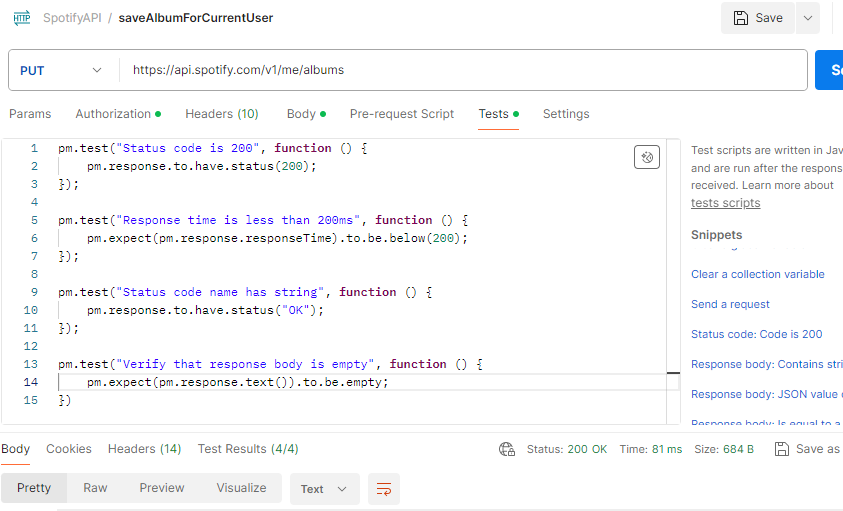 HTTP SpotifyAPI / saveAlbumForCurrentUser Save
PUT https://api.spotify.com/v1/me/albums
Params Authorization Headers (10) Body Pre-request Script Tests Settings
1 pm.test("Status code is 200", function () {
2 pm.response.to.have.status(200);
3 });
4
5 pm.test("Response time is less than 200ms", function () {
6 pm.expect(pm.response.responseTime).to.be.below(200);
7 });
8
9 pm.test("Status code name has string", function () {
10 pm.response.to.have.status("OK");
11 });
12
13 pm.test("Verify that response body is empty", function () {
14 pm.expect(pm.response.text()).to.be.empty;
15 })
Test scripts are written in Jav
and are run after the respons
received. Learn more about
tests scripts
Snippets
Clear a collection variable
Send a request
Status code: Code is 200
Response body: Contains stri
Response body: JSON value
Response body: Is equal to a
Body Cookies Headers (14) Test Results (4/4) Status: 200 OK Time: 81 ms Size: 684 B Save as
Pretty Raw Preview Visualize Text